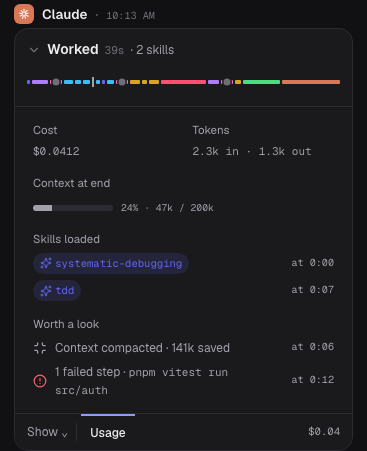 Claude · 10:13 AM
Worked 39s · 2 skills
Cost Tokens
$0.0412 2.3k in · 1.3k out
Context at end
24% · 47k / 200k
Skills loaded
systematic-debugging at 0:00
tdd at 0:07
Worth a look
Context compacted · 141k saved at 0:06
1 failed step · pnpm vitest run at 0:12
src/auth
Show Usage $0.04